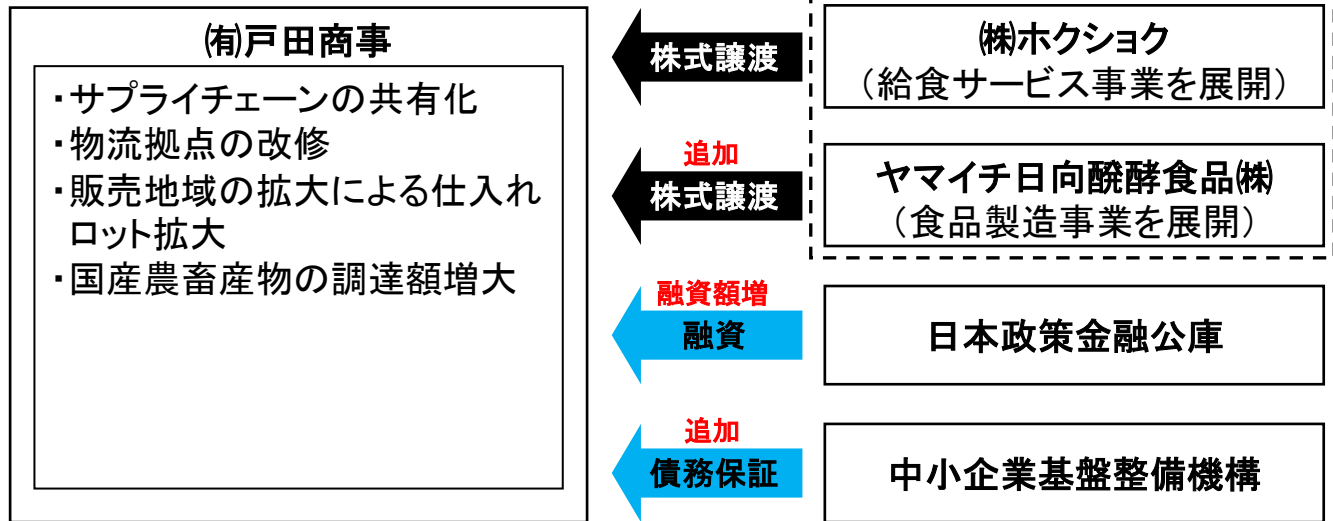 ㈲戸田商事
・サプライチェーンの共有化
・物流拠点の改修
・販売地域の拡大による仕入れ
ロット拡大
・国産農畜産物の調達額増大
株式譲渡
㈱ホクショク
（給食サービス事業を展開）
追加
株式譲渡
ヤマイチ日向醗酵食品㈱
（食品製造事業を展開）
融資額増
融資
日本政策金融公庫
追加
債務保証
中小企業基盤整備機構